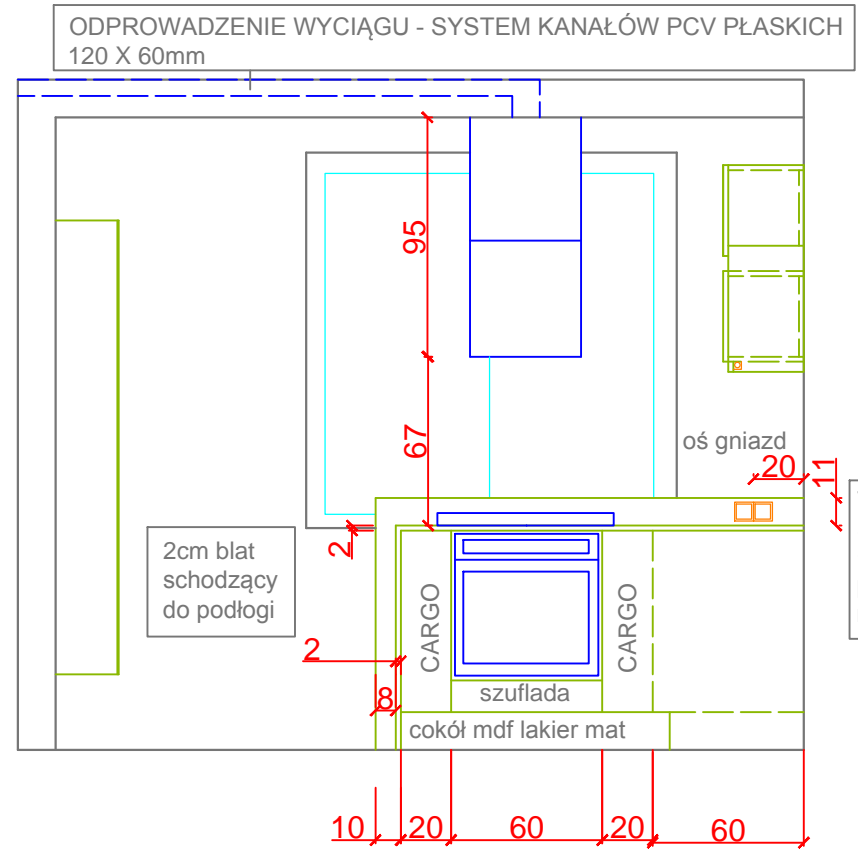 ODPROWADZENIE WYCIĄGU - SYSTEM KANAŁÓW PCV PŁASKICH
120 X 60mm
95
67
oś gniazd
20
11
2
2cm blat
schodzący
do podłogi
2
8
CARGO
CARGO
szuflada
cokół mdf lakier mat
10
20
60
20
60